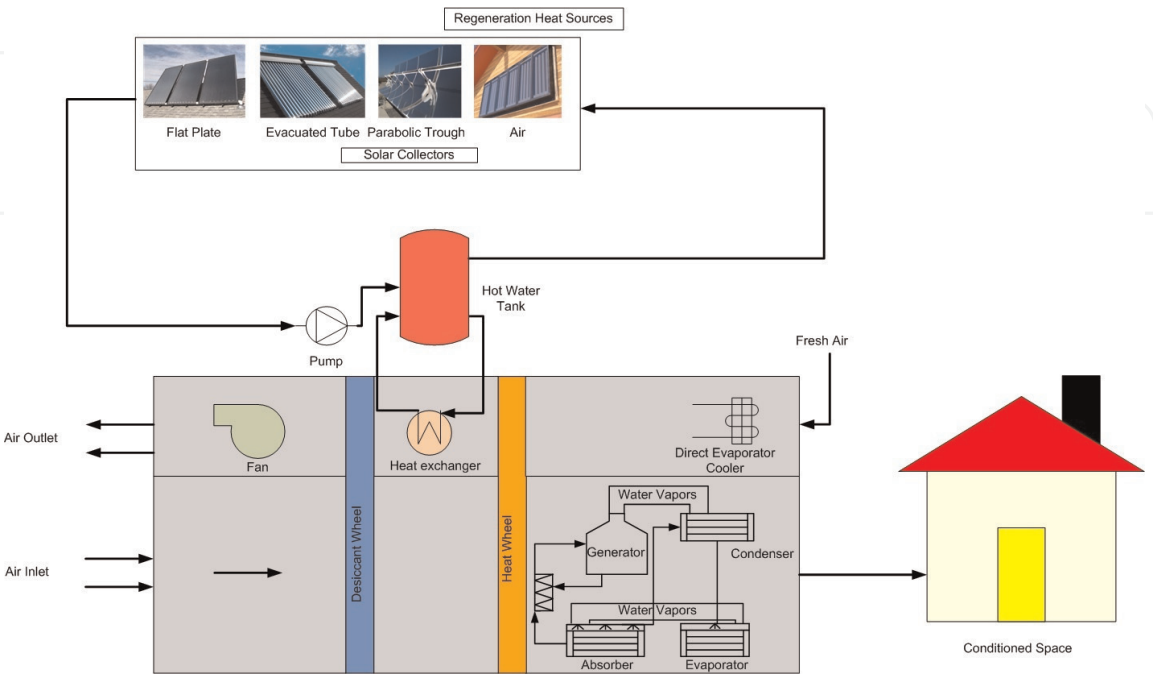 Regeneration Heat Sources
Flat Plate
Evacuated Tube
Parabolic Trough
Air
Solar Collectors
Hot Water
Tank
Pump
Fresh Air
Air Outlet
Fan
Desiccant Wheel
Heat exchanger
Heat Wheel
Direct Evaporator
Cooler
Water Vapors
Generator
Condenser
Air Inlet
Water Vapors
Absorber
Evaporator
Conditioned Space